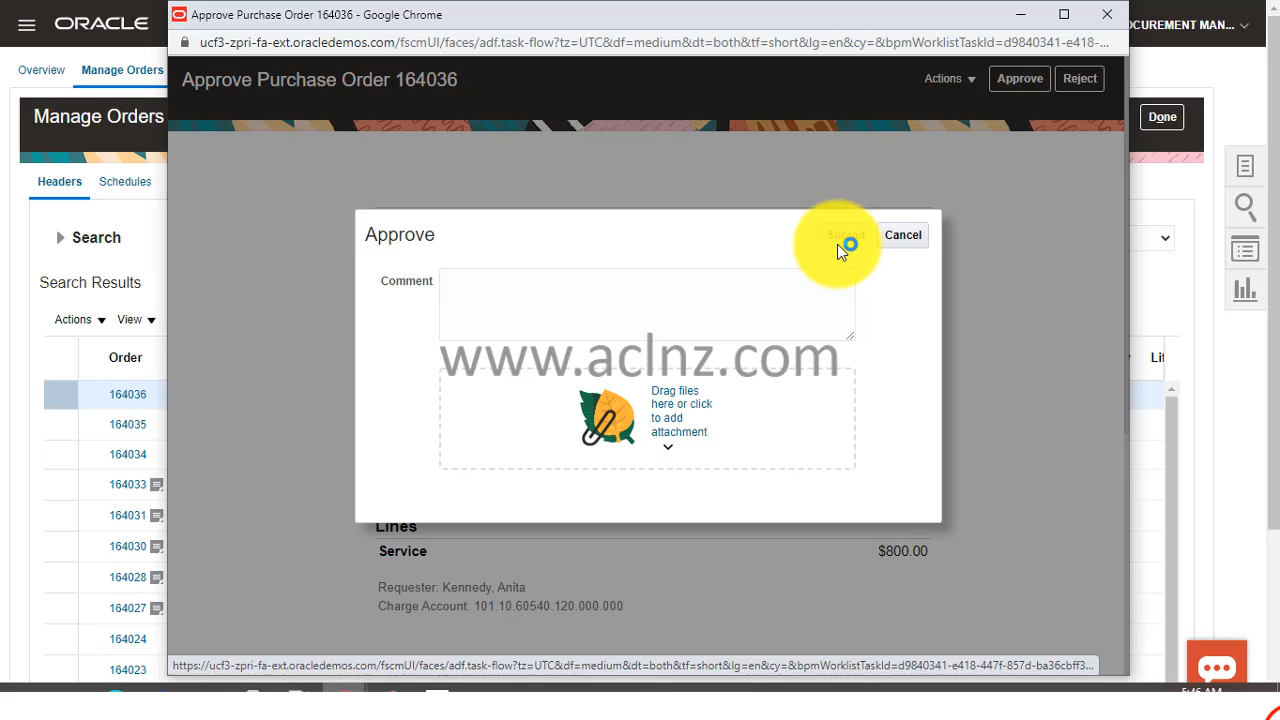 Approve Purchase Order 164036 - Google Chrome
ORACLE
OCUREMENT MAN...
ucf3-zpri-fa-ext.oracledemos.com/fscmUI/faces/adf.task-flow?tz=UTC&df=medium&dt=both&tf=short&lg=en&cy=&bpmWorklistTaskId=d9840341-e418-...
Overview
Manage Orders
Approve Purchase Order 164036
Actions
Approve
Reject
Manage Orders
Done
Headers
Schedules
Search
Search Results
Actions
View
Order
164036
164035
164034
164033
164031
164030
164028
164027
164024
164023
Approve
Submit
Cancel
Comment
www.aclnz.com
Drag files
here or click
to add
attachment
Lif
Lines
Service
$800.00
Requester: Kennedy, Anita
Charge Account: 101.10.60540.120.000.000
https://ucf3-zpri-fa-ext.oracledemos.com/fscmUI/faces/adf.task-flow?tz=UTC&df=medium&dt=both&tf=short&lg=en&cy=&bpmWorklistTaskId=d9840341-e418-447f-857d-ba36cbff3...
5:46 AM